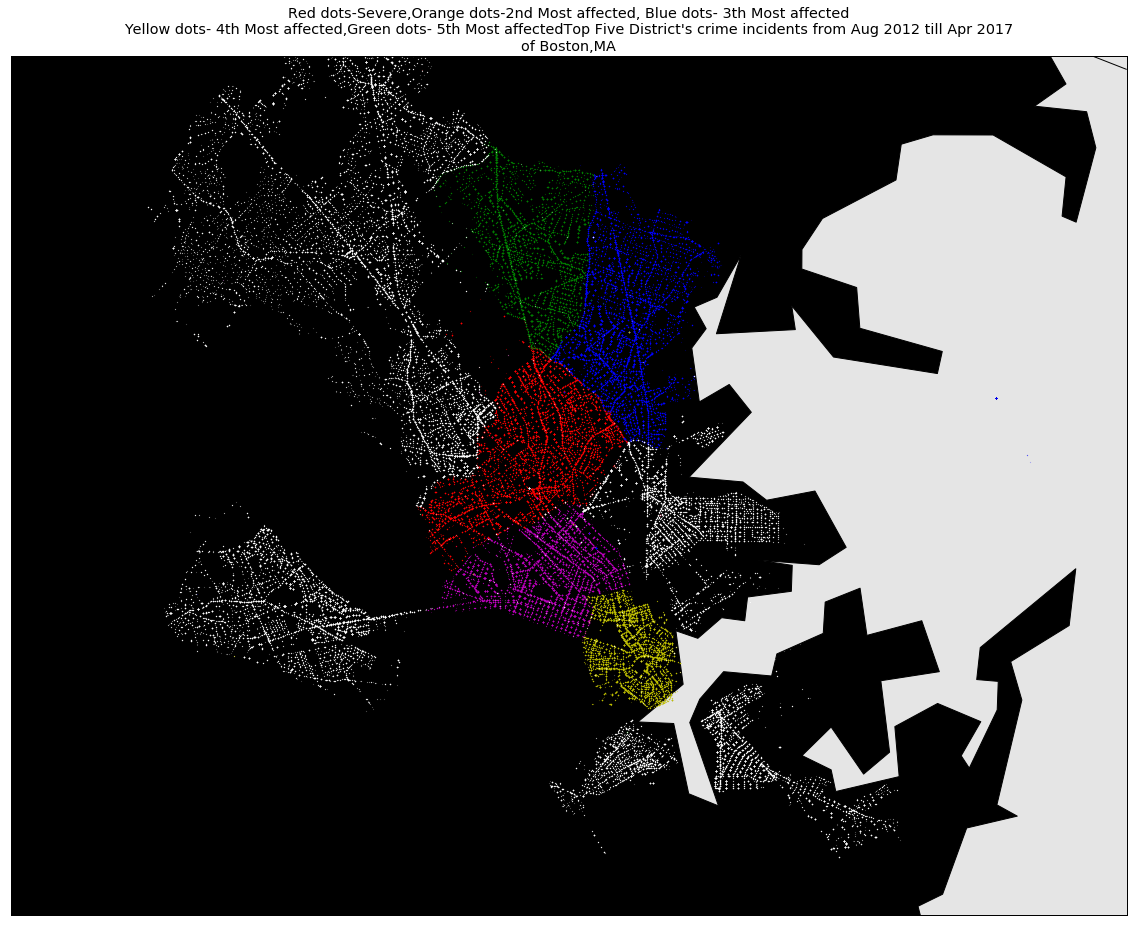 Red dots-Severe,Orange dots-2nd Most affected, Blue dots- 3th Most affected
Yellow dots- 4th Most affected,Green dots- 5th Most affectedTop Five District's crime incidents from Aug 2012 till Apr 2017
of Boston,MA